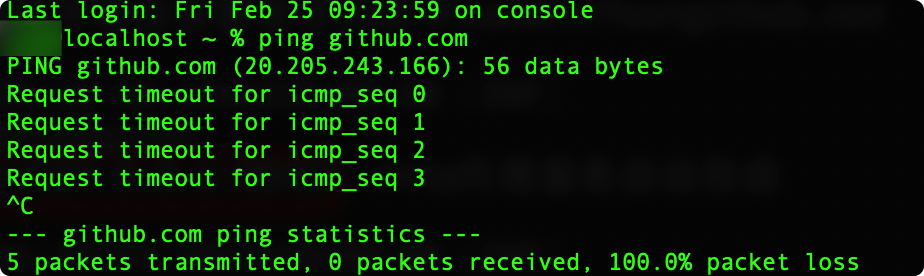 Last login: Fri Feb 25 09:23:59 on console
localhost ~ % ping github.com
PING github.com (20.205.243.166): 56 data bytes
Request timeout for icmp_seq 0
Request timeout for icmp_seq 1
Request timeout for icmp_seq 2
Request timeout for icmp_seq 3
^C
--- github.com ping statistics ---
5 packets transmitted, 0 packets received, 100.0% packet loss